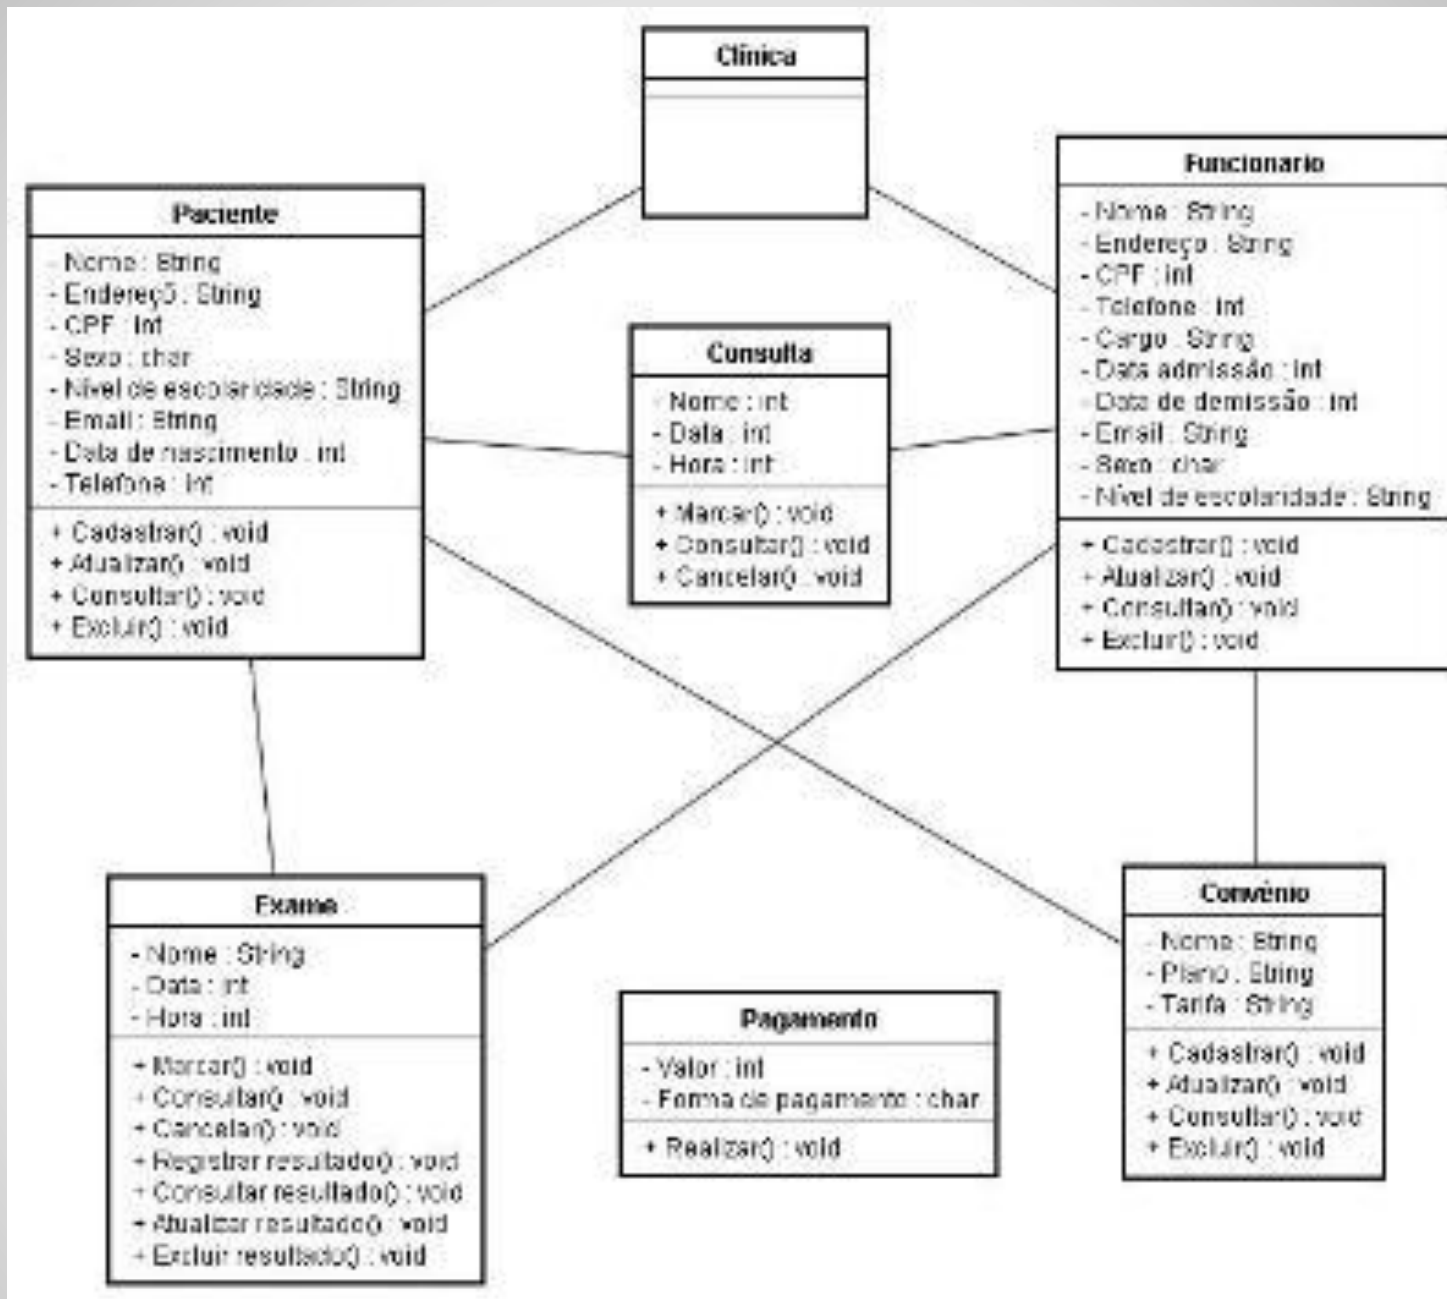 Clínica
Paciente
- Nome : String
- Endereçõ : String
- CPF : int
- Sexo : char
- Nivel de escolaridade : String
- Email : String
- Data de nascimento : int
- Telefone : int
+ Cadastrar() : void
+ Atualizar() : void
+ Consultar() : void
+ Excluir() : void
Consulta
- Nome : int
- Data : int
- Hora : int
+ Marcar() : void
+ Consultar() : void
+ Cancelar() : void
Funcionario
- Nome : String
- Endereço : String
- CPF : int
- Telefone : int
- Cargo : String
- Data admissão : int
- Data de demissão : int
- Email : String
- Sexo : char
- Nivel de escolaridade : String
+ Cadastrar() : void
+ Atualizar() : void
+ Consultar() : void
+ Excluir() : void
Exame
- Nome : String
- Data : int
- Hora : int
+ Marcar() : void
+ Consultar() : void
+ Cancelar() : void
+ Registrar resultado() : void
+ Consultar resultado() : void
+ Atualizar resultado() : void
+ Excluir resultado() : void
Pagamento
- Valor : int
- Forma de pagamento : char
+ Realizar() : void
Convênio
- Nome : String
- Plano : String
- Tarifa : String
+ Cadastrar() : void
+ Atualizar() : void
+ Consultar() : void
+ Excluir() : void